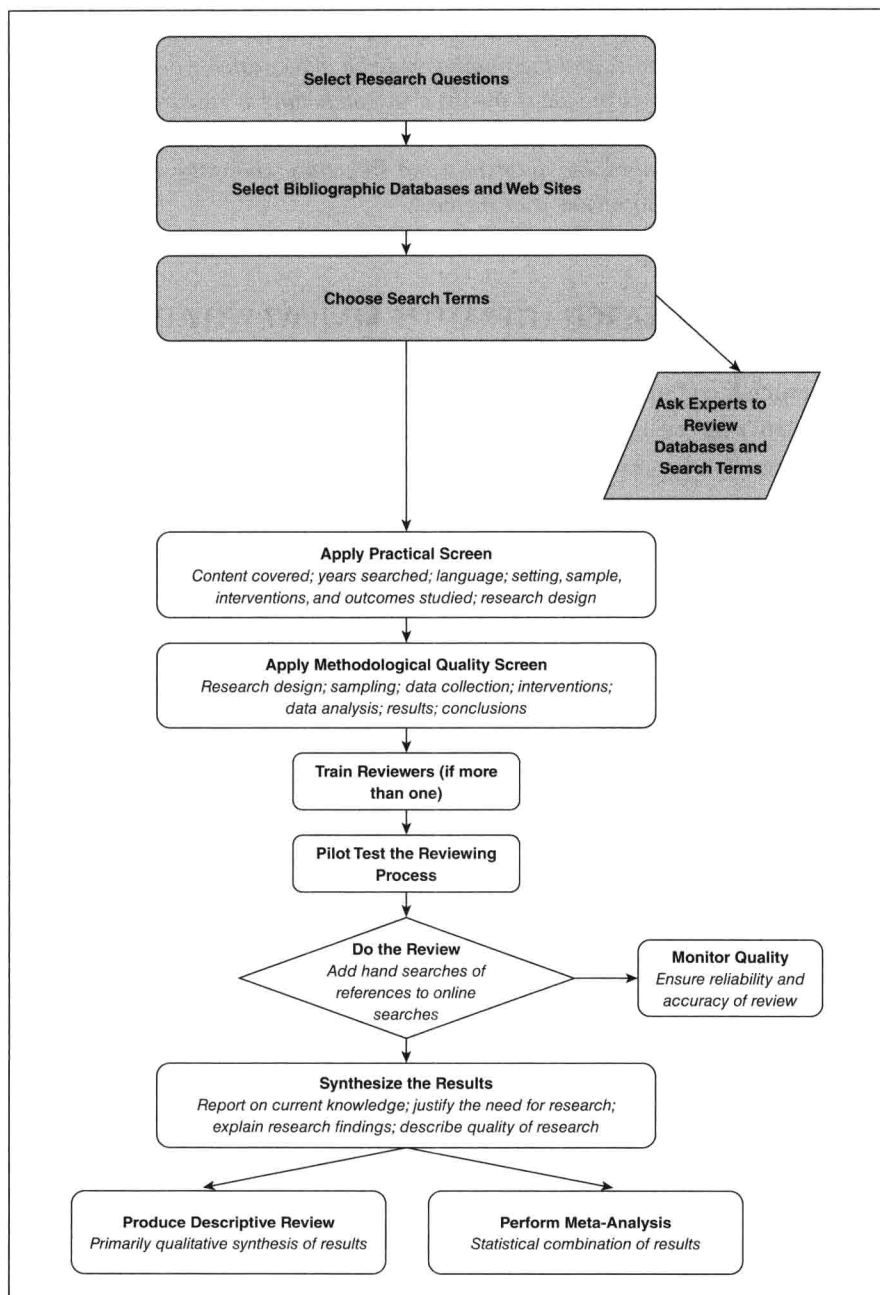 Select Research Questions
Select Bibliographic Databases and Web Sites
Choose Search Terms
Ask Experts to
Review
Databases and
Search Terms
Apply Practical Screen
Content covered; years searched; language; setting, sample,
interventions, and outcomes studied; research design
Apply Methodological Quality Screen
Research design; sampling; data collection; interventions;
data analysis; results; conclusions
Train Reviewers (if more
than one)
Pilot Test the Reviewing
Process
Do the Review
Add hand searches of
references to online
searches
Monitor Quality
Ensure reliability and
accuracy of review
Synthesize the Results
Report on current knowledge; justify the need for research;
explain research findings; describe quality of research
Produce Descriptive Review
Primarily qualitative synthesis of results
Perform Meta-Analysis
Statistical combination of results